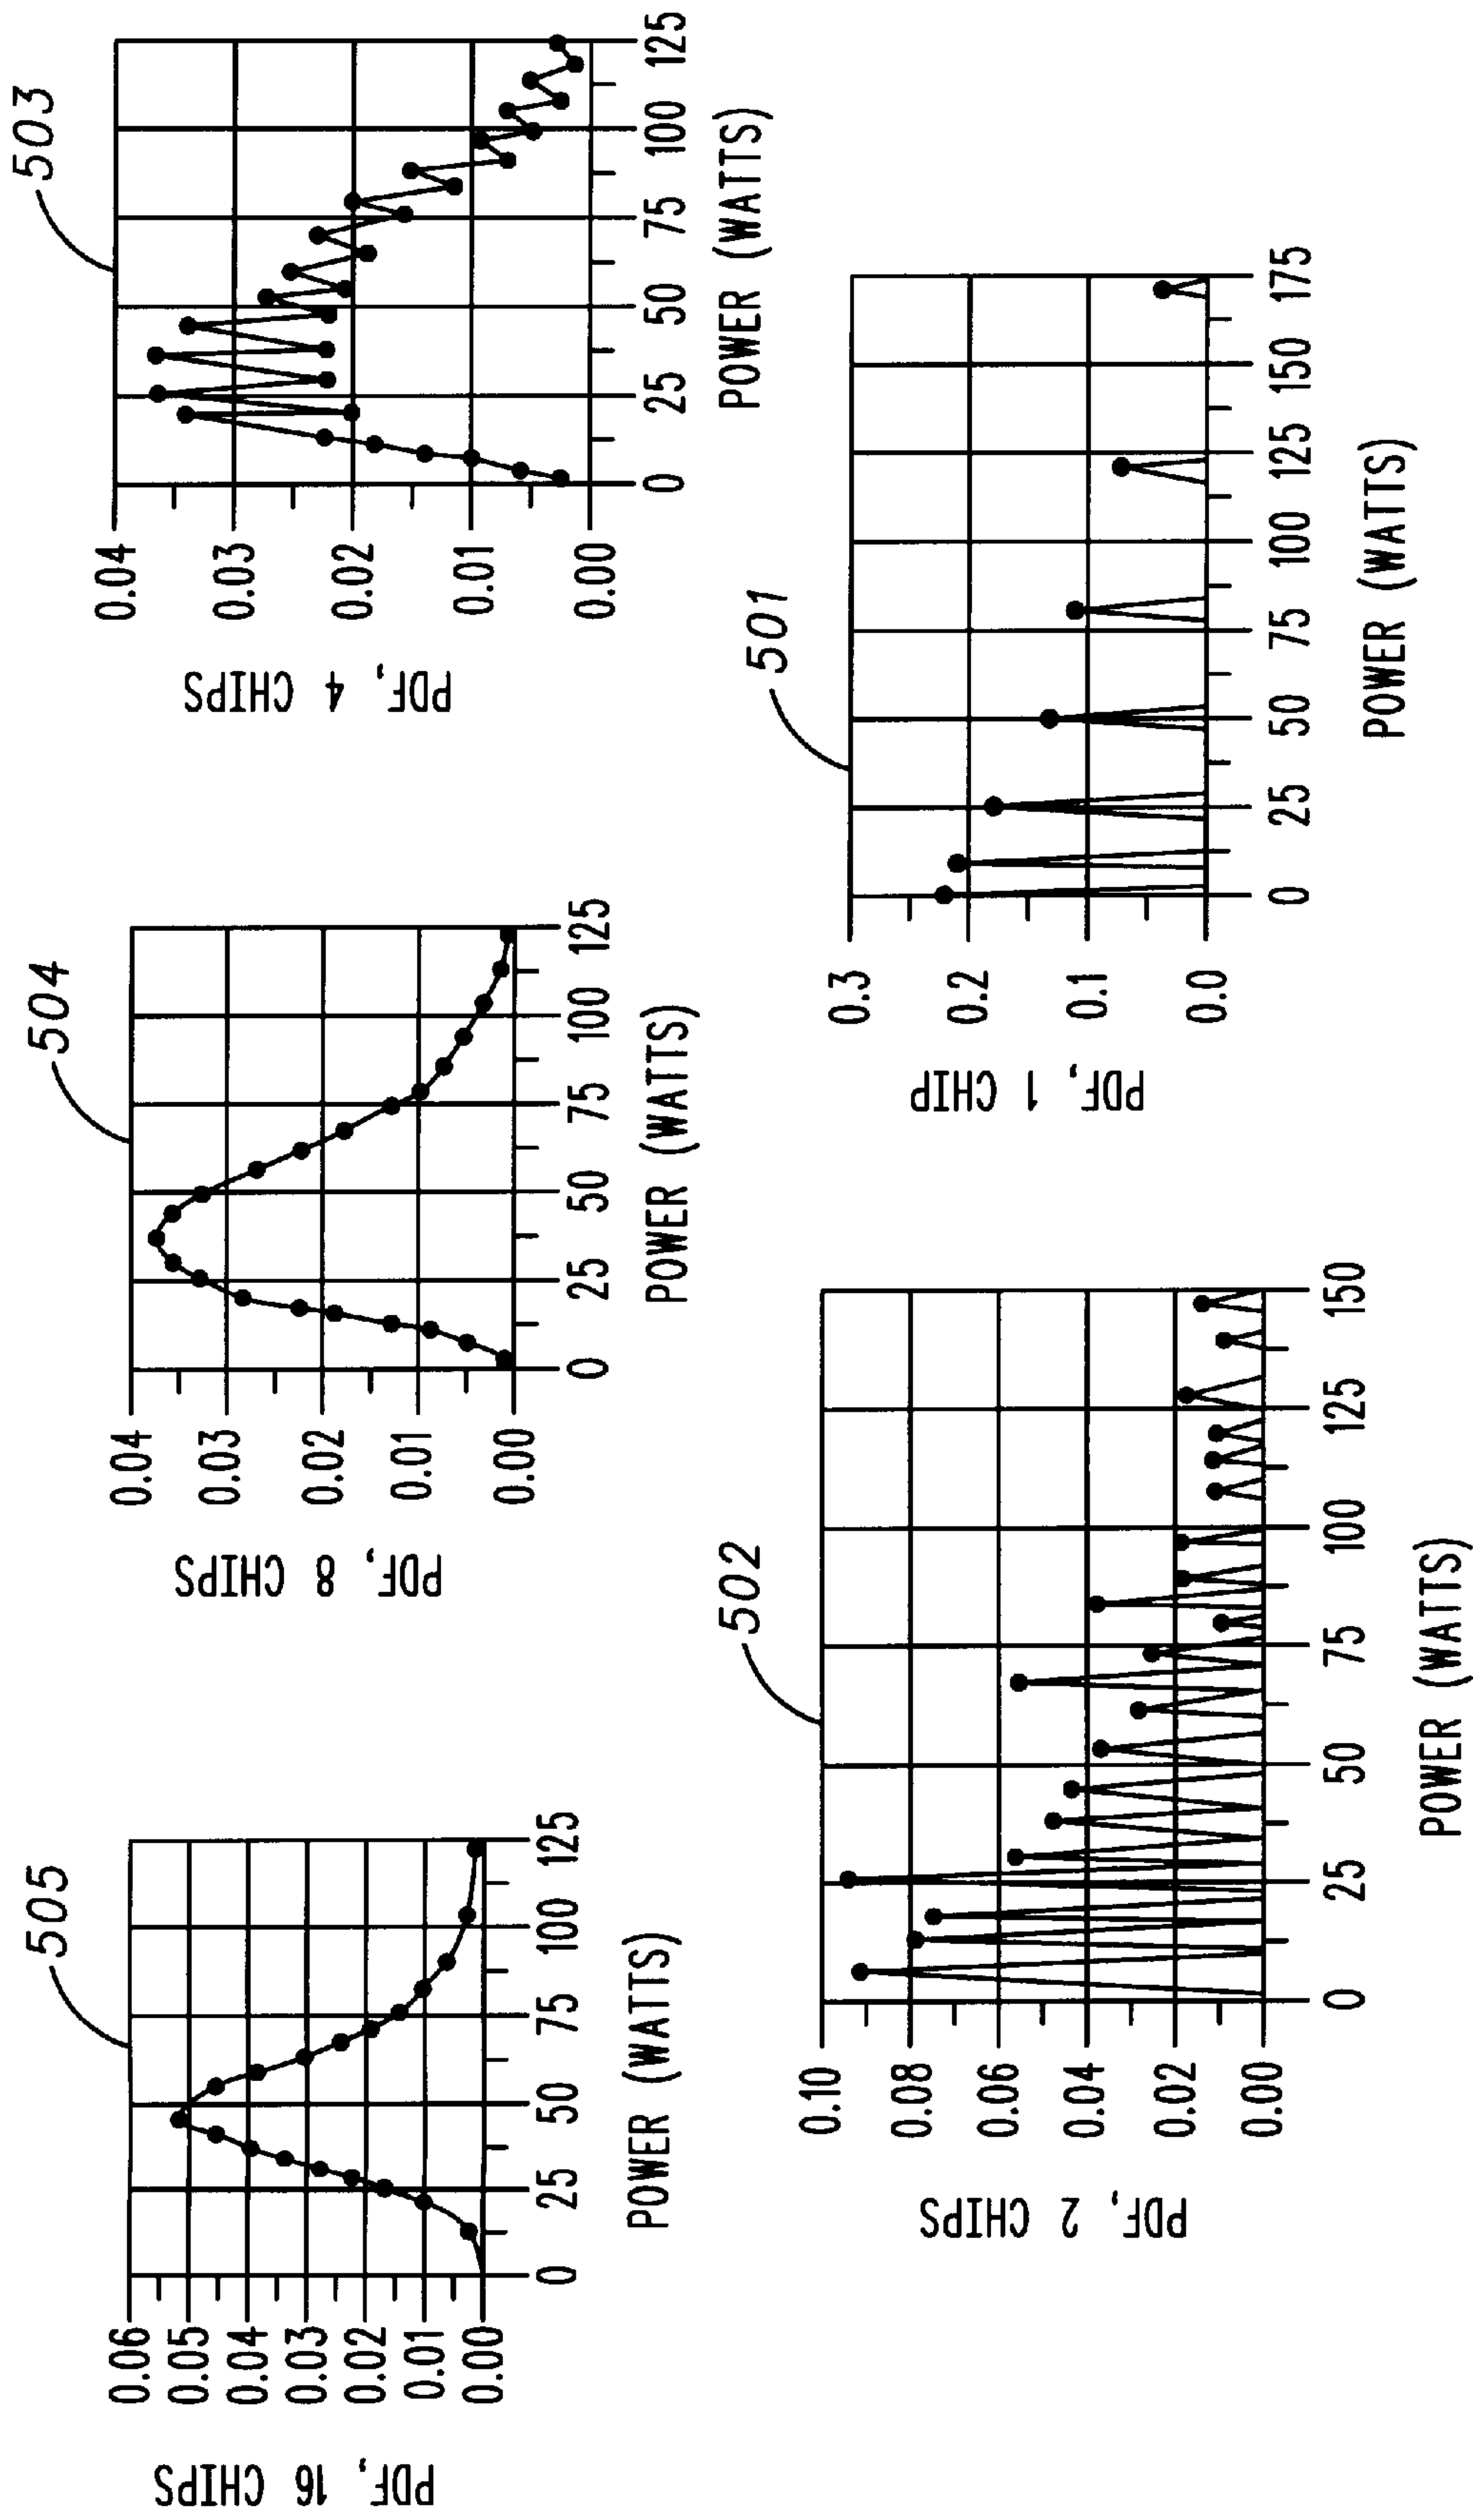 505
0.06
0.05
0.04
0.03
0.02
0.01
0.00
PDF, 16 CHIPS
0 25 50 75 100 125
POWER (WATTS)
504
0.04
0.03
0.02
0.01
0.00
PDF, 8 CHIPS
0 25 50 75 100 125
POWER (WATTS)
503
0.04
0.03
0.02
0.01
0.00
PDF, 4 CHIPS
0 25 50 75 100 125
POWER (WATTS)
502
0.10
0.08
0.06
0.04
0.02
0.00
PDF, 2 CHIPS
0 25 50 75 100 125 150
POWER (WATTS)
501
0.3
0.2
0.1
0.0
PDF, 1 CHIP
0 25 50 75 100 125 150 175
POWER (WATTS)